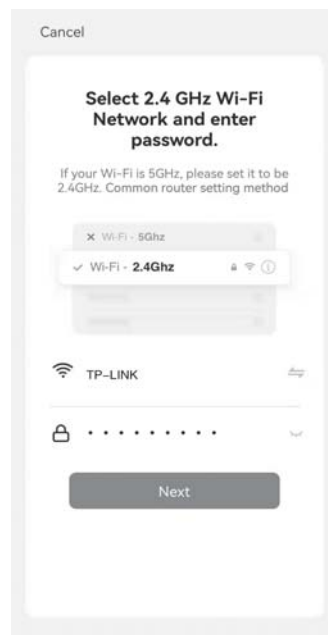 Cancel
Select 2.4 GHz Wi-Fi
Network and enter
password.
If your Wi-Fi is 5GHz, please set it to be
2.4GHz. Common router setting method
Wi-Fi - 5Ghz
Wi-Fi - 2.4Ghz
TP-LINK
Next